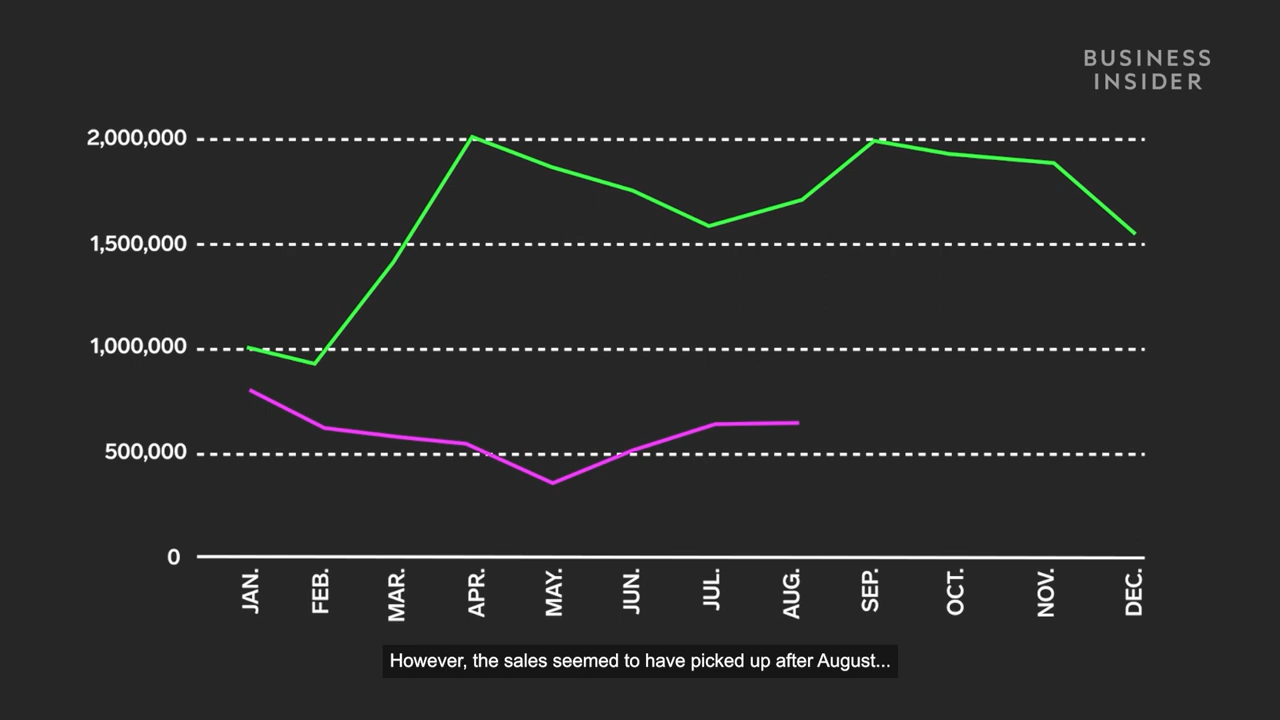 BUSINESS
INSIDER
2,000,000
1,500,000
1,000,000
500,000
0
JAN.
FEB.
MAR.
APR.
MAY.
JUN.
JUL.
AUG.
SEP.
OCT.
NOV.
DEC.
However, the sales seemed to have picked up after August...